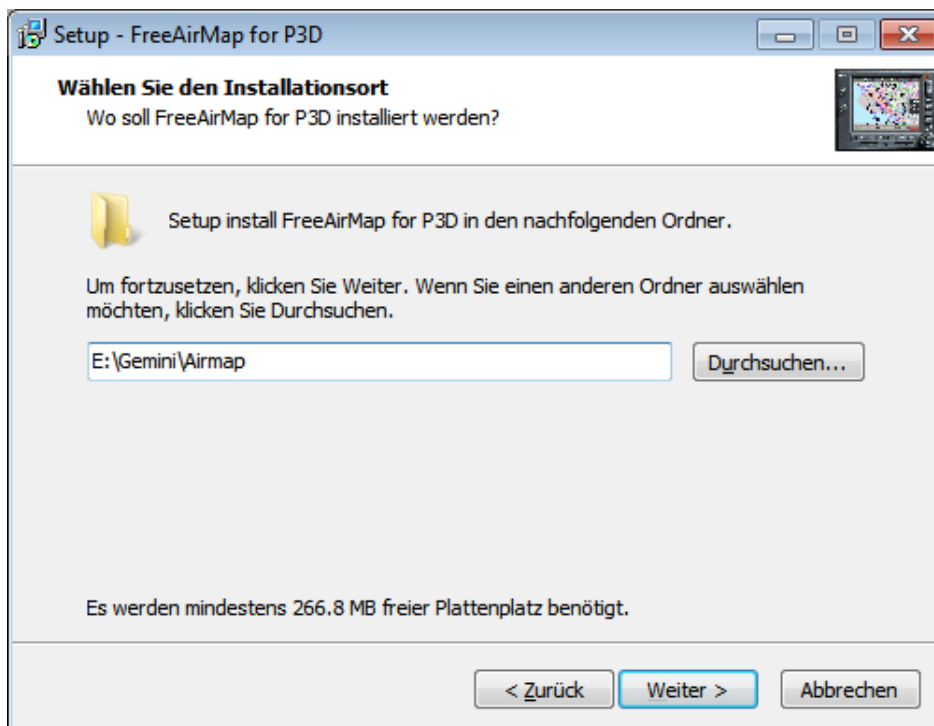 Setup - FreeAirMap for P3D
Wählen Sie den Installationsort
Wo soll FreeAirMap for P3D installiert werden?
Setup install FreeAirMap for P3D in den nachfolgenden Ordner.
Um fortzusetzen, klicken Sie Weiter. Wenn Sie einen anderen Ordner auswählen
möchten, klicken Sie Durchsuchen.
E:\Gemini\Airmap
Durchsuchen...
Es werden mindestens 266.8 MB freier Plattenplatz benötigt.
< Zurück
Weiter >
Abbrechen